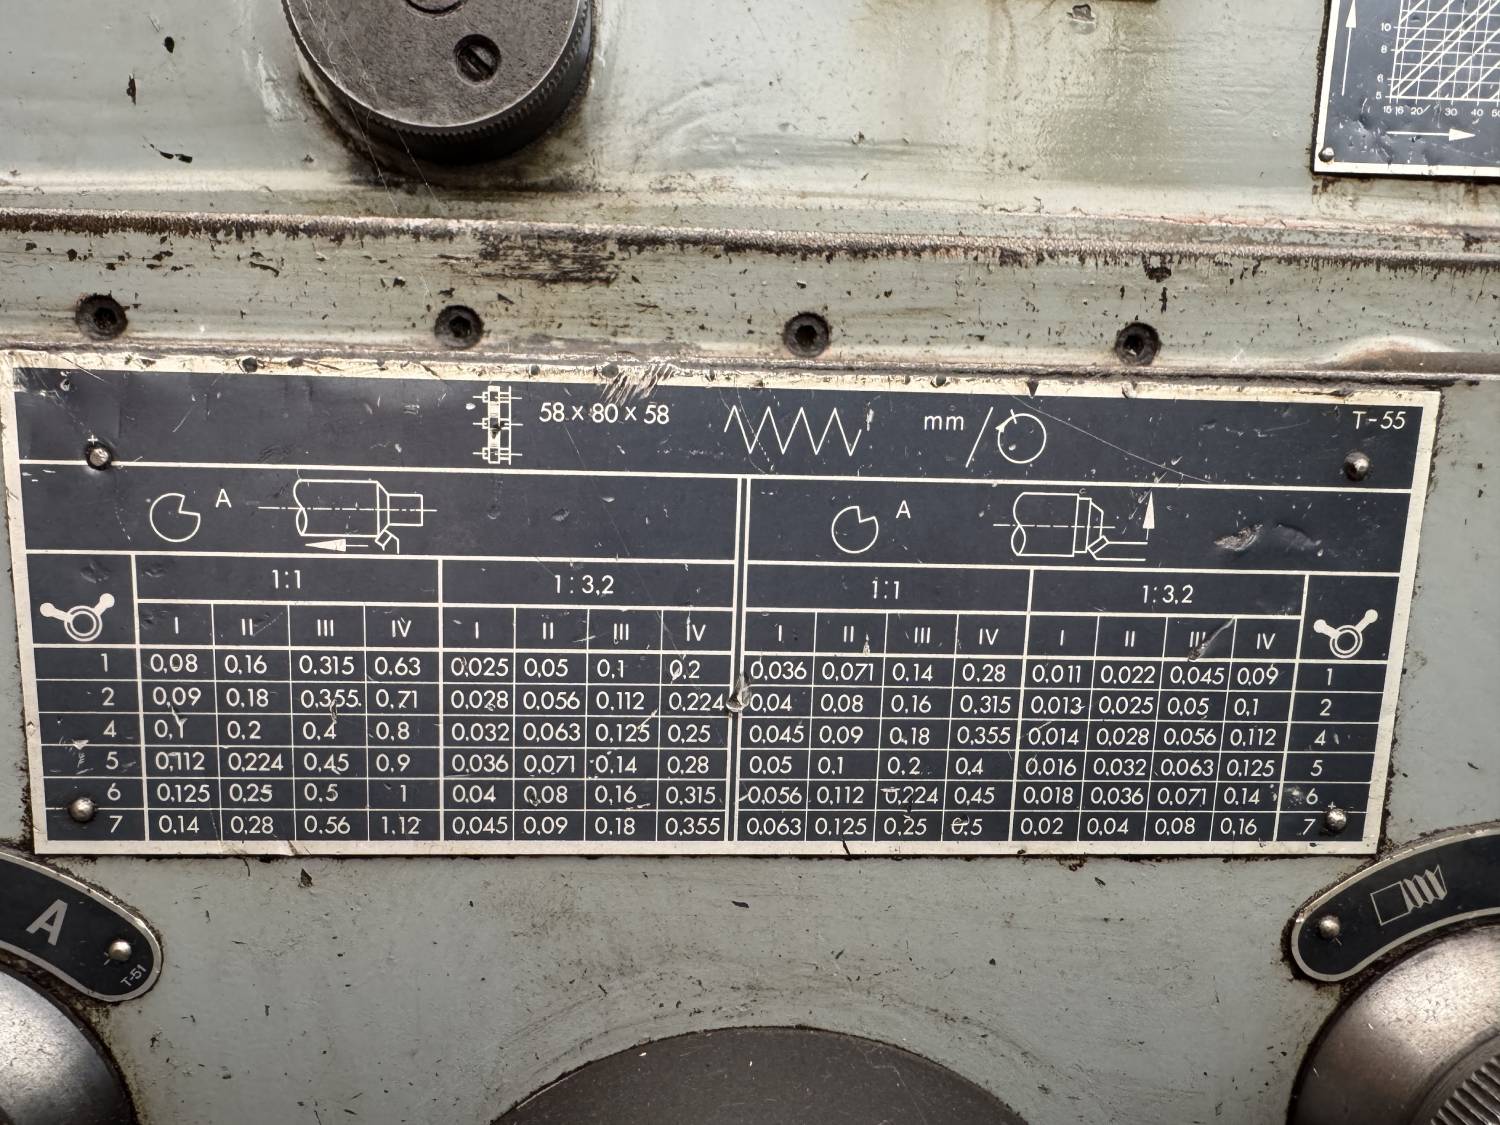 10
8
6
5
15 16 20 30 40 50
58 x 80 x 58 mm/ T-55
A A
1:1 1:3,2 1:1 1:3,2
I II III IV I II III IV I II III IV I II III IV
1 0,08 0,16 0.315 0,63 0,025 0,05 0,1 0,2 0,036 0,071 0,14 0,28 0,011 0,022 0,045 0,09 1
2 0,09 0,18 0,355 0,71 0,028 0,056 0,112 0,224 0,04 0,08 0,16 0,315 0,013 0,025 0,05 0,1 2
4 0,1 0,2 0,4 0,8 0,032 0,063 0,125 0,25 0,045 0,09 0,18 0,355 0,014 0,028 0,056 0,112 4
5 0,112 0,224 0,45 0,9 0,036 0,071 0,14 0,28 0,05 0,1 0,2 0,4 0,016 0,032 0,063 0,125 5
6 0,125 0,25 0,5 1 0,04 0,08 0,16 0,315 0,056 0,112 0,224 0,45 0,018 0,036 0,071 0,14 6
7 0,14 0,28 0,56 1,12 0,045 0,09 0,18 0,355 0,063 0,125 0,25 0,5 0,02 0,04 0,08 0,16 7
A
T-51